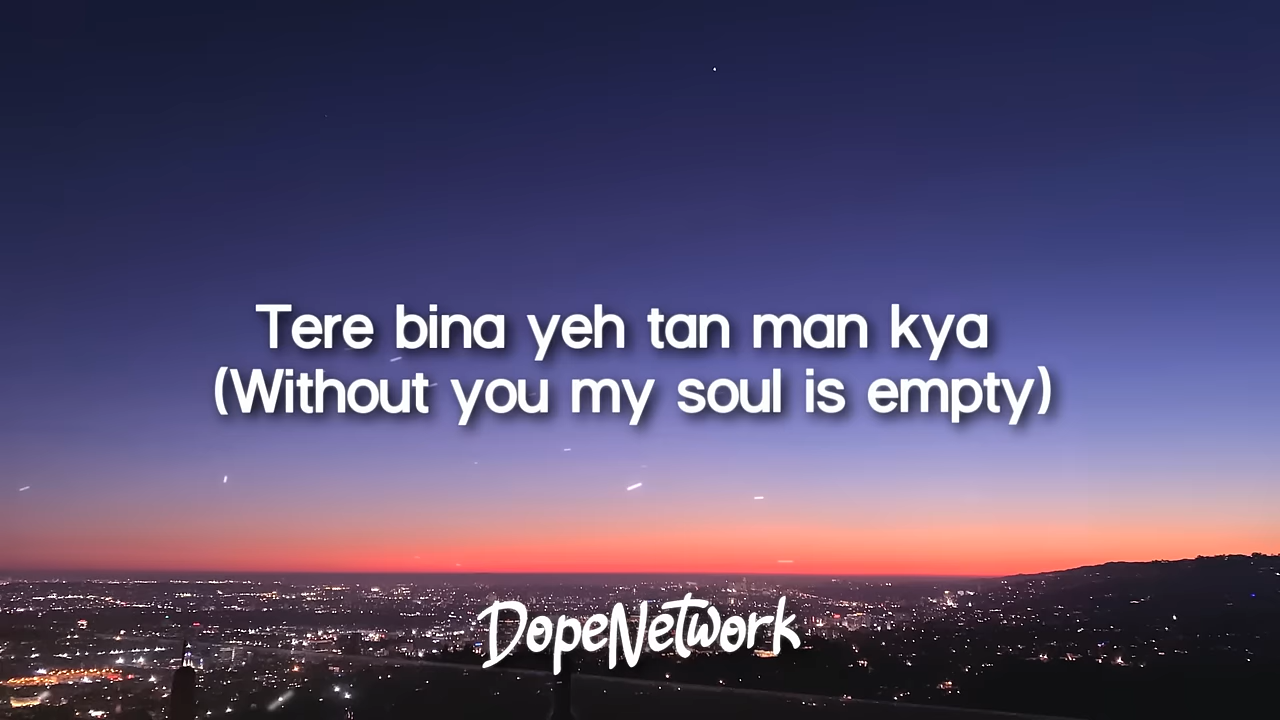 Tere bina yeh tan man kya
(Without you my soul is empty)
DopeNetwork